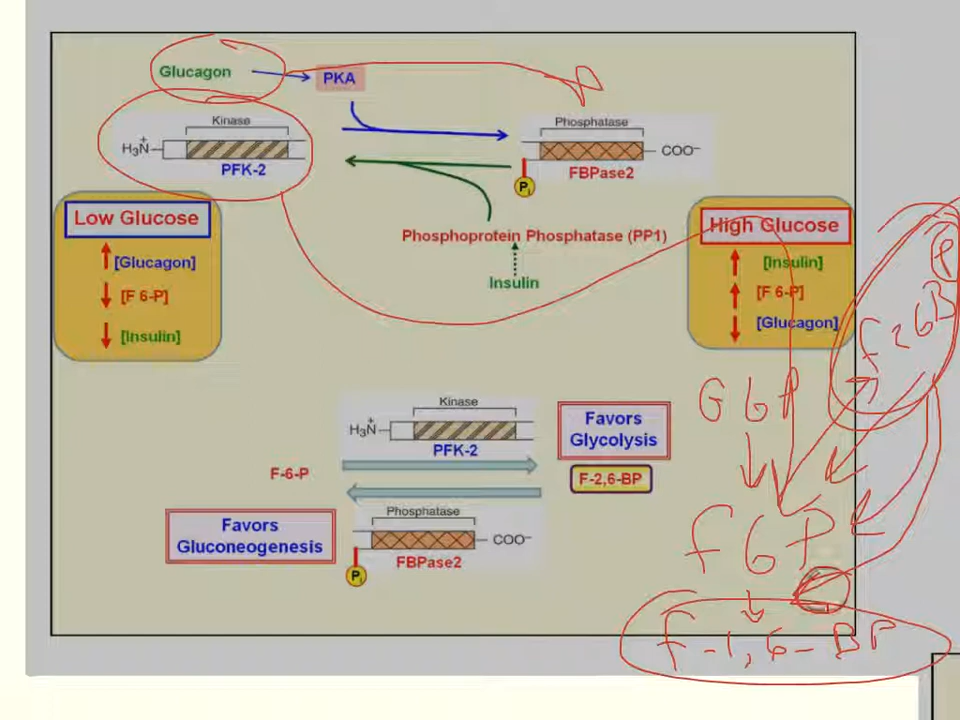 Glucagon
PKA
P
Kinase
H₃N⁺
PFK-2
Phosphatase
COO⁻
FBPase2
Pi
Low Glucose
[Glucagon]
[F 6-P]
[Insulin]
Phosphoprotein Phosphatase (PP1)
Insulin
High Glucose
[Insulin]
[F 6-P]
[Glucagon]
F26BP
G6P
F6P
F-1,6-BP
Kinase
H₃N⁺
PFK-2
Favors
Glycolysis
F-6-P
F-2,6-BP
Favors
Gluconeogenesis
Phosphatase
COO⁻
FBPase2
Pi